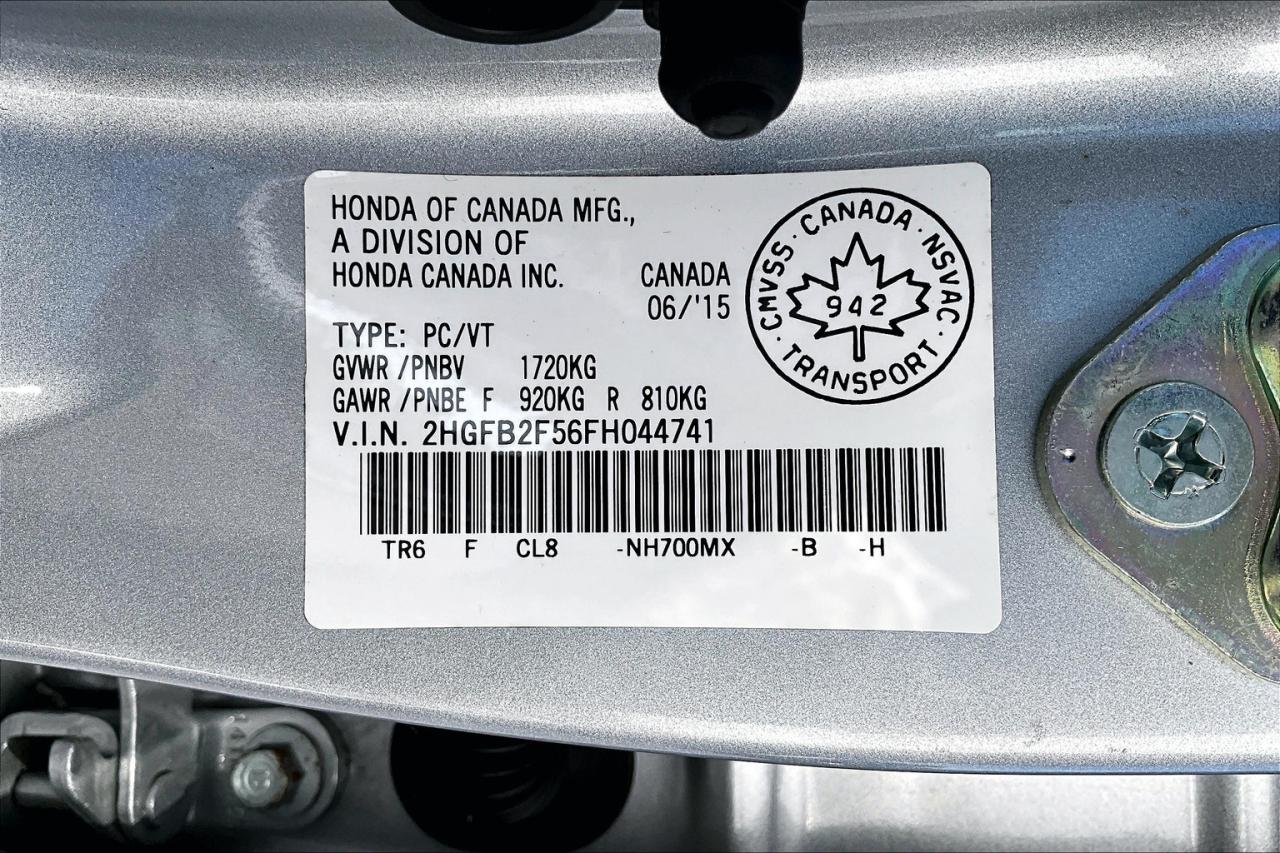 HONDA OF CANADA MFG.,
A DIVISION OF
HONDA CANADA INC. CANADA
06/'15
TYPE: PC/VT
GVWR /PNBV 1720KG
GAWR /PNBE F 920KG R 810KG
V.I.N. 2HGFB2F56FH044741
TR6 F CL8 -NH700MX -B -H
CMVSS · CANADA · NSVAC
942
· TRANSPORT ·